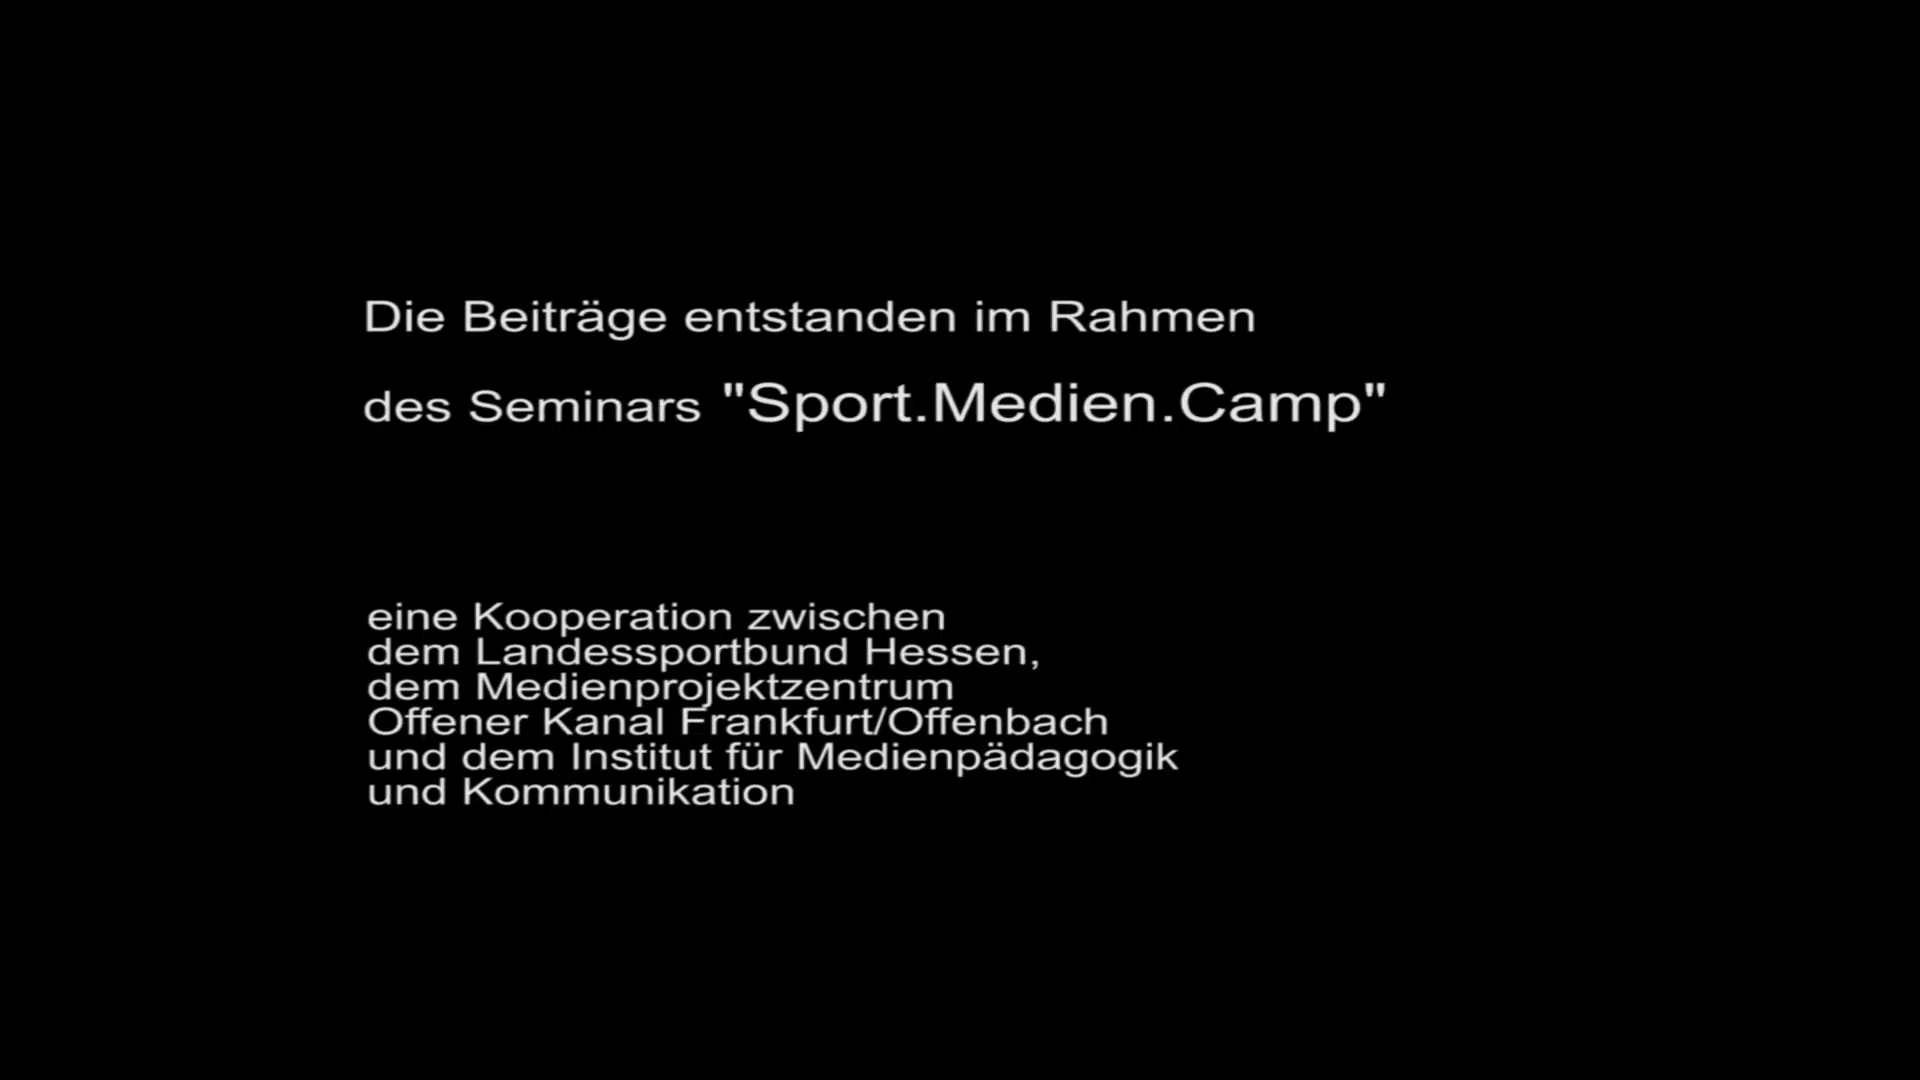 Die Beiträge entstanden im Rahmen
des Seminars "Sport.Medien.Camp"
eine Kooperation zwischen
dem Landessportbund Hessen,
dem Medienprojektzentrum
Offener Kanal Frankfurt/Offenbach
und dem Institut für Medienpädagogik
und Kommunikation